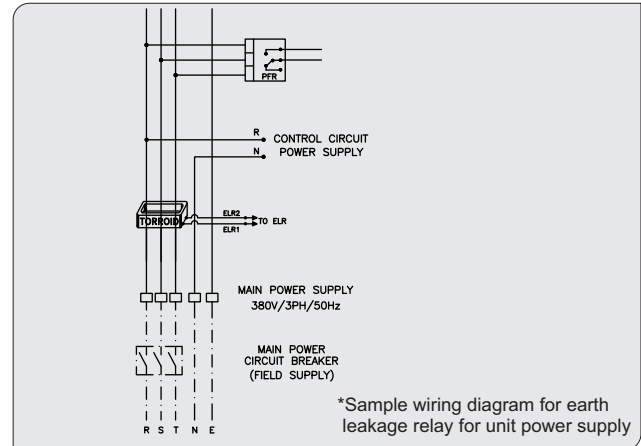 PFR
R CONTROL CIRCUIT
N POWER SUPPLY
TORROID
ELR2
TO ELR
ELR1
MAIN POWER SUPPLY
380V/3PH/50Hz
MAIN POWER
CIRCUIT BREAKER
(FIELD SUPPLY)
R S T N E
*Sample wiring diagram for earth
leakage relay for unit power supply